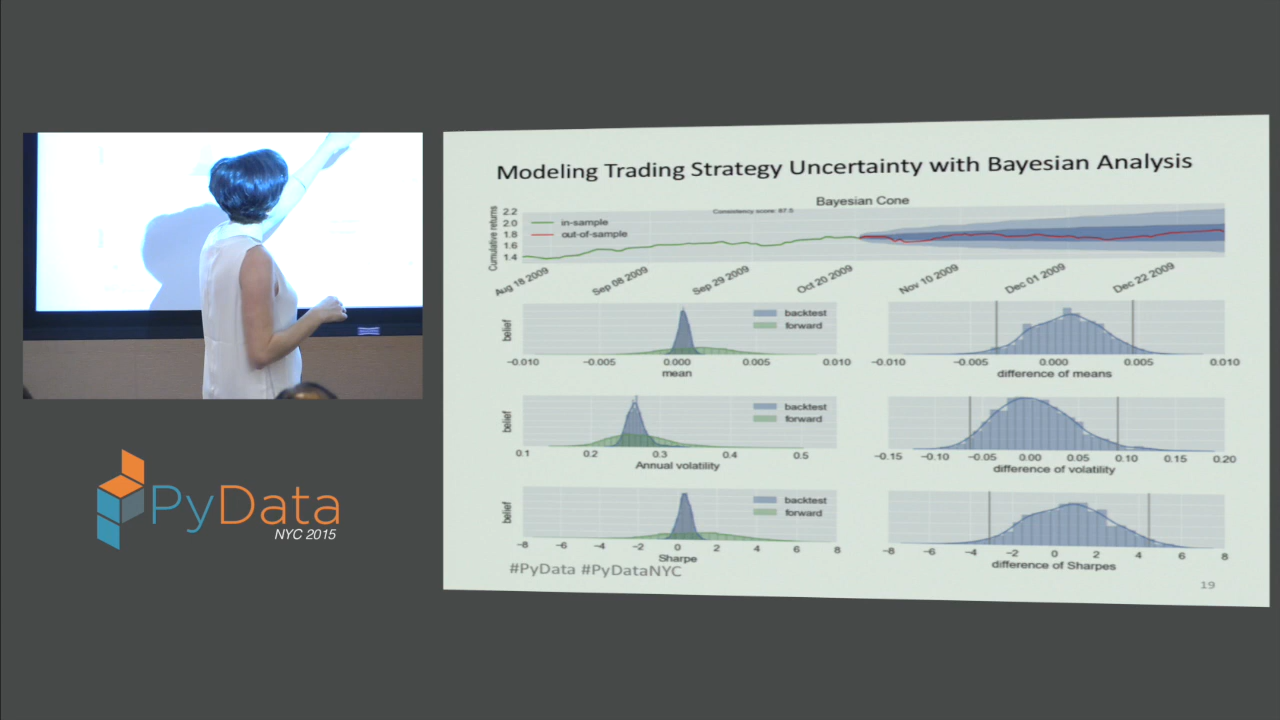 Modeling Trading Strategy Uncertainty with Bayesian Analysis
Bayesian Cone
Consistency score: 87.5
Cumulative returns
2.2
2.0
1.8
1.6
1.4
in-sample
out-of-sample
Aug 18 2009
Sep 08 2009
Sep 29 2009
Oct 20 2009
Nov 10 2009
Dec 01 2009
Dec 22 2009
belief
backtest
forward
−0.010 −0.005 0.000 0.005 0.010
mean
−0.010 −0.005 0.000 0.005 0.010
difference of means
belief
backtest
forward
0.1 0.2 0.3 0.4 0.5
Annual volatility
−0.15 −0.10 −0.05 0.00 0.05 0.10 0.15 0.20
difference of volatility
belief
backtest
forward
−8 −6 −4 −2 0 2 4 6 8
Sharpe
−8 −6 −4 −2 0 2 4 6 8
difference of Sharpes
#PyData #PyDataNYC
19
PyData
NYC 2015